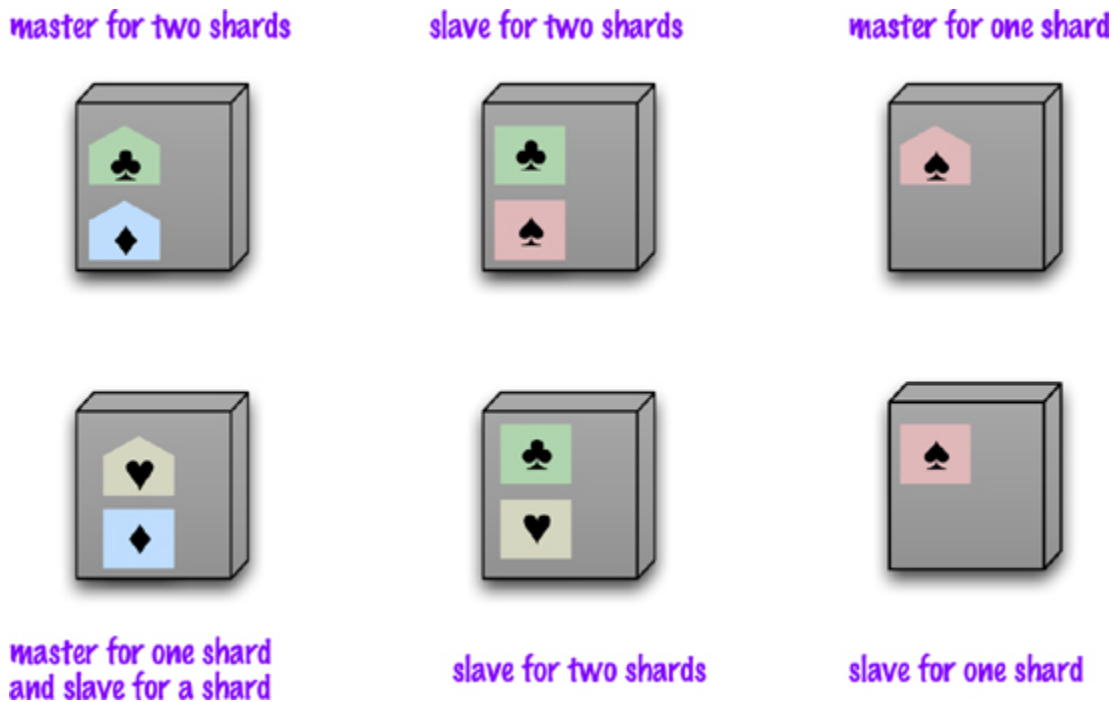 master for two shards
slave for two shards
master for one shard
master for one shard
and slave for a shard
slave for two shards
slave for one shard